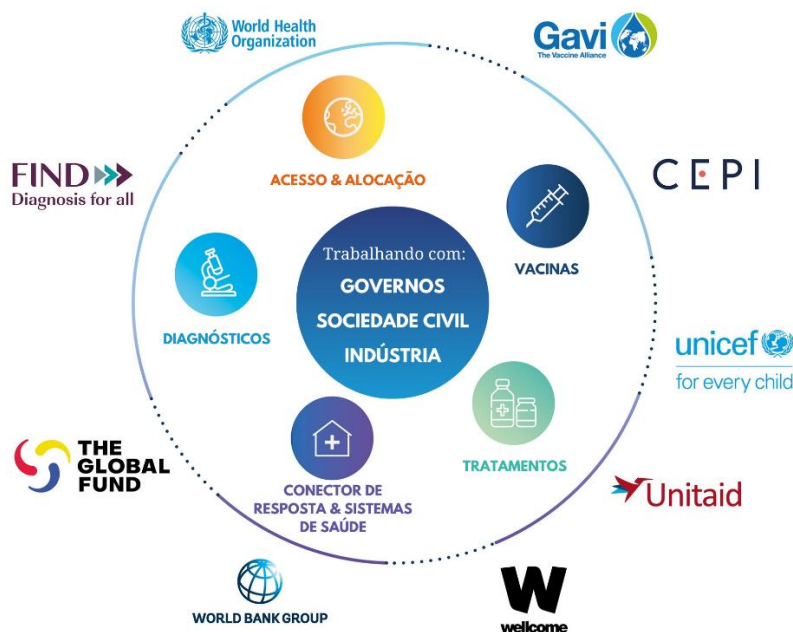 World Health
Organization
Gavi
The Vaccine Alliance
FIND
Diagnosis for all
CEPI
ACESSO & ALOCAÇÃO
VACINAS
Trabalhando com:
GOVERNOS
SOCIEDADE CIVIL
INDÚSTRIA
DIAGNÓSTICOS
unicef
for every child
THE
GLOBAL
FUND
TRATAMENTOS
CONECTOR DE
RESPOSTA & SISTEMAS
DE SAÚDE
Unitaid
WORLD BANK GROUP
W
wellcome